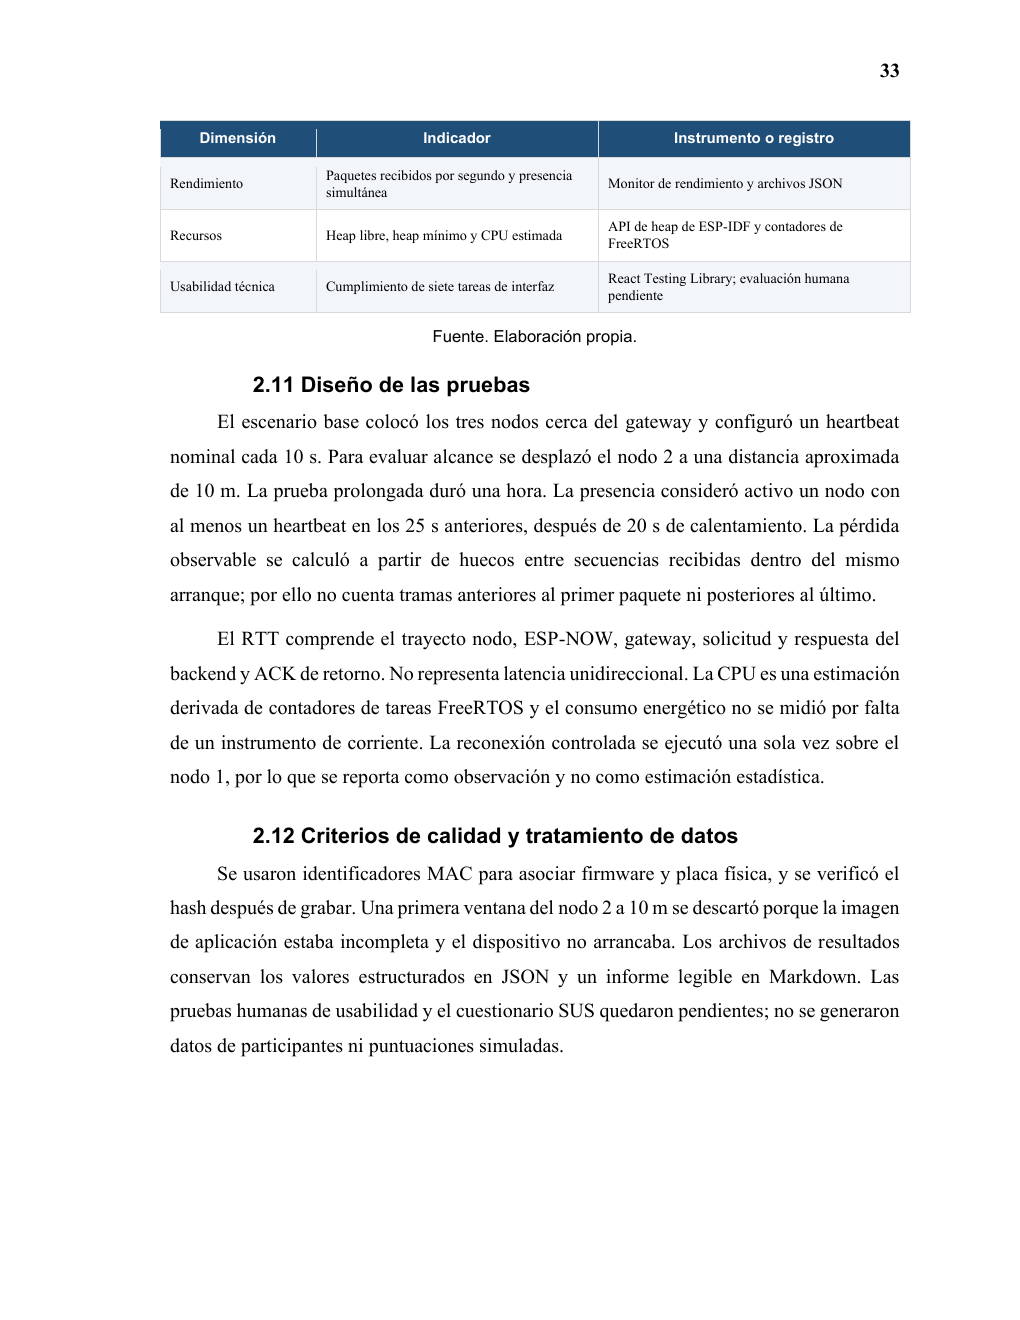 33
Dimensión Indicador Instrumento o registro
Rendimiento Paquetes recibidos por segundo y presencia simultánea Monitor de rendimiento y archivos JSON
Recursos Heap libre, heap mínimo y CPU estimada API de heap de ESP-IDF y contadores de FreeRTOS
Usabilidad técnica Cumplimiento de siete tareas de interfaz React Testing Library; evaluación humana pendiente
Fuente. Elaboración propia.
2.11 Diseño de las pruebas
El escenario base colocó los tres nodos cerca del gateway y configuró un heartbeat
nominal cada 10 s. Para evaluar alcance se desplazó el nodo 2 a una distancia aproximada
de 10 m. La prueba prolongada duró una hora. La presencia consideró activo un nodo con
al menos un heartbeat en los 25 s anteriores, después de 20 s de calentamiento. La pérdida
observable se calculó a partir de huecos entre secuencias recibidas dentro del mismo
arranque; por ello no cuenta tramas anteriores al primer paquete ni posteriores al último.
El RTT comprende el trayecto nodo, ESP-NOW, gateway, solicitud y respuesta del
backend y ACK de retorno. No representa latencia unidireccional. La CPU es una estimación
derivada de contadores de tareas FreeRTOS y el consumo energético no se midió por falta
de un instrumento de corriente. La reconexión controlada se ejecutó una sola vez sobre el
nodo 1, por lo que se reporta como observación y no como estimación estadística.
2.12 Criterios de calidad y tratamiento de datos
Se usaron identificadores MAC para asociar firmware y placa física, y se verificó el
hash después de grabar. Una primera ventana del nodo 2 a 10 m se descartó porque la imagen
de aplicación estaba incompleta y el dispositivo no arrancaba. Los archivos de resultados
conservan los valores estructurados en JSON y un informe legible en Markdown. Las
pruebas humanas de usabilidad y el cuestionario SUS quedaron pendientes; no se generaron
datos de participantes ni puntuaciones simuladas.